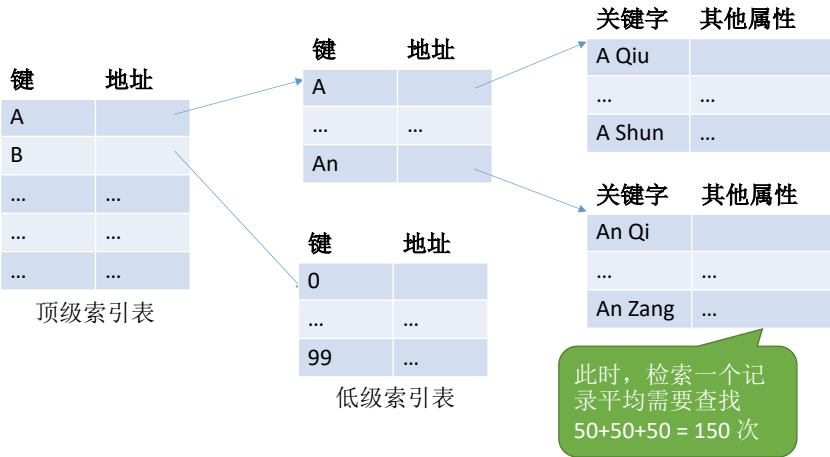 键 地址
A
B
... ...
... ...
... ...
顶级索引表
键 地址
A
... ...
An
键 地址
0
... ...
99 ...
低级索引表
关键字 其他属性
A Qiu
... ...
A Shun ...
关键字 其他属性
An Qi
... ...
An Zang ...
此时，检索一个记
录平均需要查找
50+50+50 = 150 次